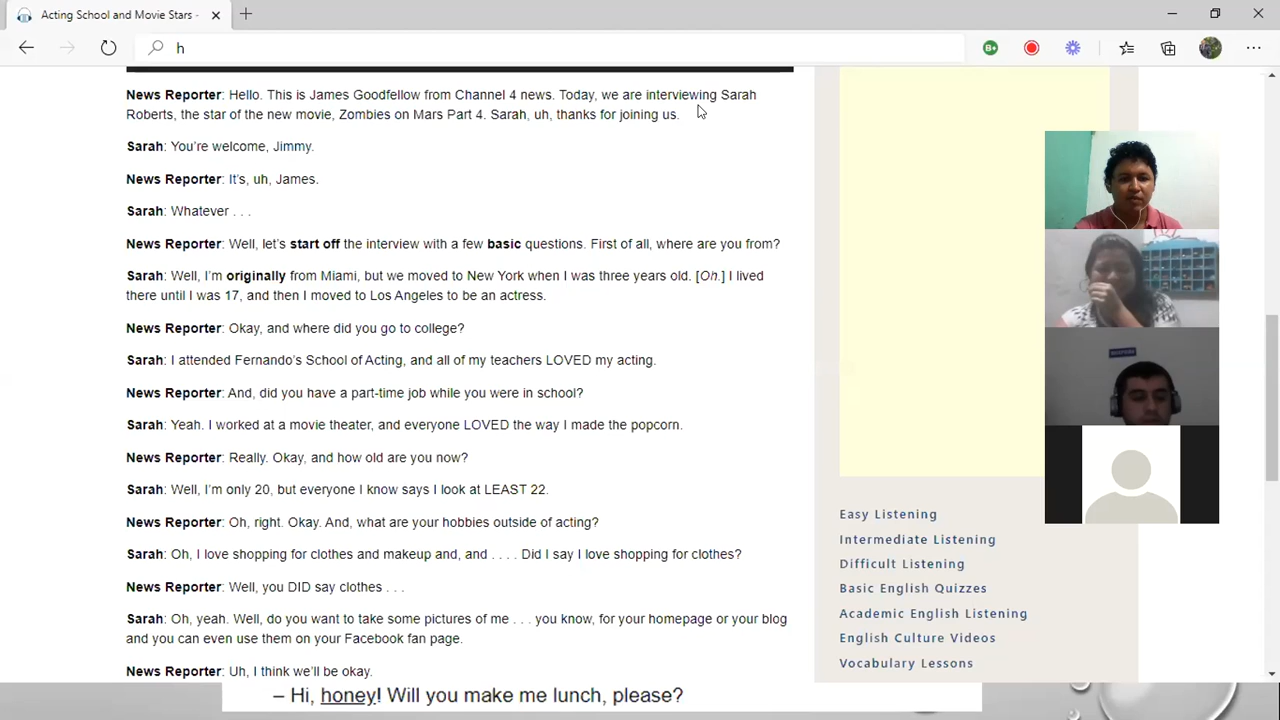 Acting School and Movie Stars -
h
B+
News Reporter: Hello. This is James Goodfellow from Channel 4 news. Today, we are interviewing Sarah
Roberts, the star of the new movie, Zombies on Mars Part 4. Sarah, uh, thanks for joining us.
Sarah: You're welcome, Jimmy.
News Reporter: It's, uh, James.
Sarah: Whatever . . .
News Reporter: Well, let's start off the interview with a few basic questions. First of all, where are you from?
Sarah: Well, I'm originally from Miami, but we moved to New York when I was three years old. [Oh.] I lived
there until I was 17, and then I moved to Los Angeles to be an actress.
News Reporter: Okay, and where did you go to college?
Sarah: I attended Fernando's School of Acting, and all of my teachers LOVED my acting.
News Reporter: And, did you have a part-time job while you were in school?
Sarah: Yeah. I worked at a movie theater, and everyone LOVED the way I made the popcorn.
News Reporter: Really. Okay, and how old are you now?
Sarah: Well, I'm only 20, but everyone I know says I look at LEAST 22.
News Reporter: Oh, right. Okay. And, what are your hobbies outside of acting?
Sarah: Oh, I love shopping for clothes and makeup and, and . . . . Did I say I love shopping for clothes?
News Reporter: Well, you DID say clothes . . .
Sarah: Oh, yeah. Well, do you want to take some pictures of me . . . you know, for your homepage or your blog
and you can even use them on your Facebook fan page.
News Reporter: Uh, I think we'll be okay.
Easy Listening
Intermediate Listening
Difficult Listening
Basic English Quizzes
Academic English Listening
English Culture Videos
Vocabulary Lessons
– Hi, honey! Will you make me lunch, please?